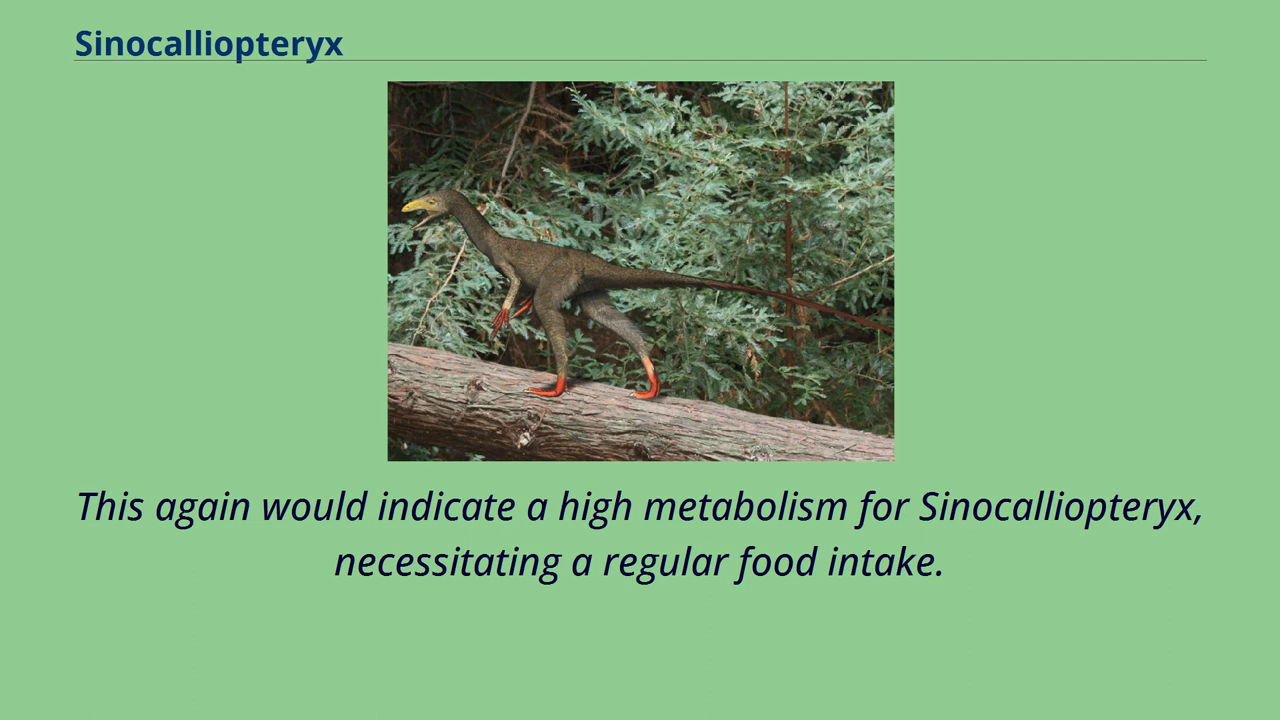 Sinocalliopteryx
This again would indicate a high metabolism for Sinocalliopteryx,
necessitating a regular food intake.